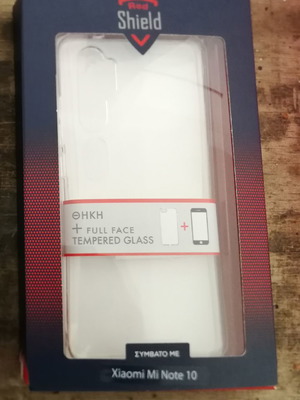 Red
Shield
ΘΗΚΗ
+ FULL FACE
TEMPERED GLASS
+
ΣΥΜΒΑΤΟ ΜΕ
Xiaomi Mi Note 10